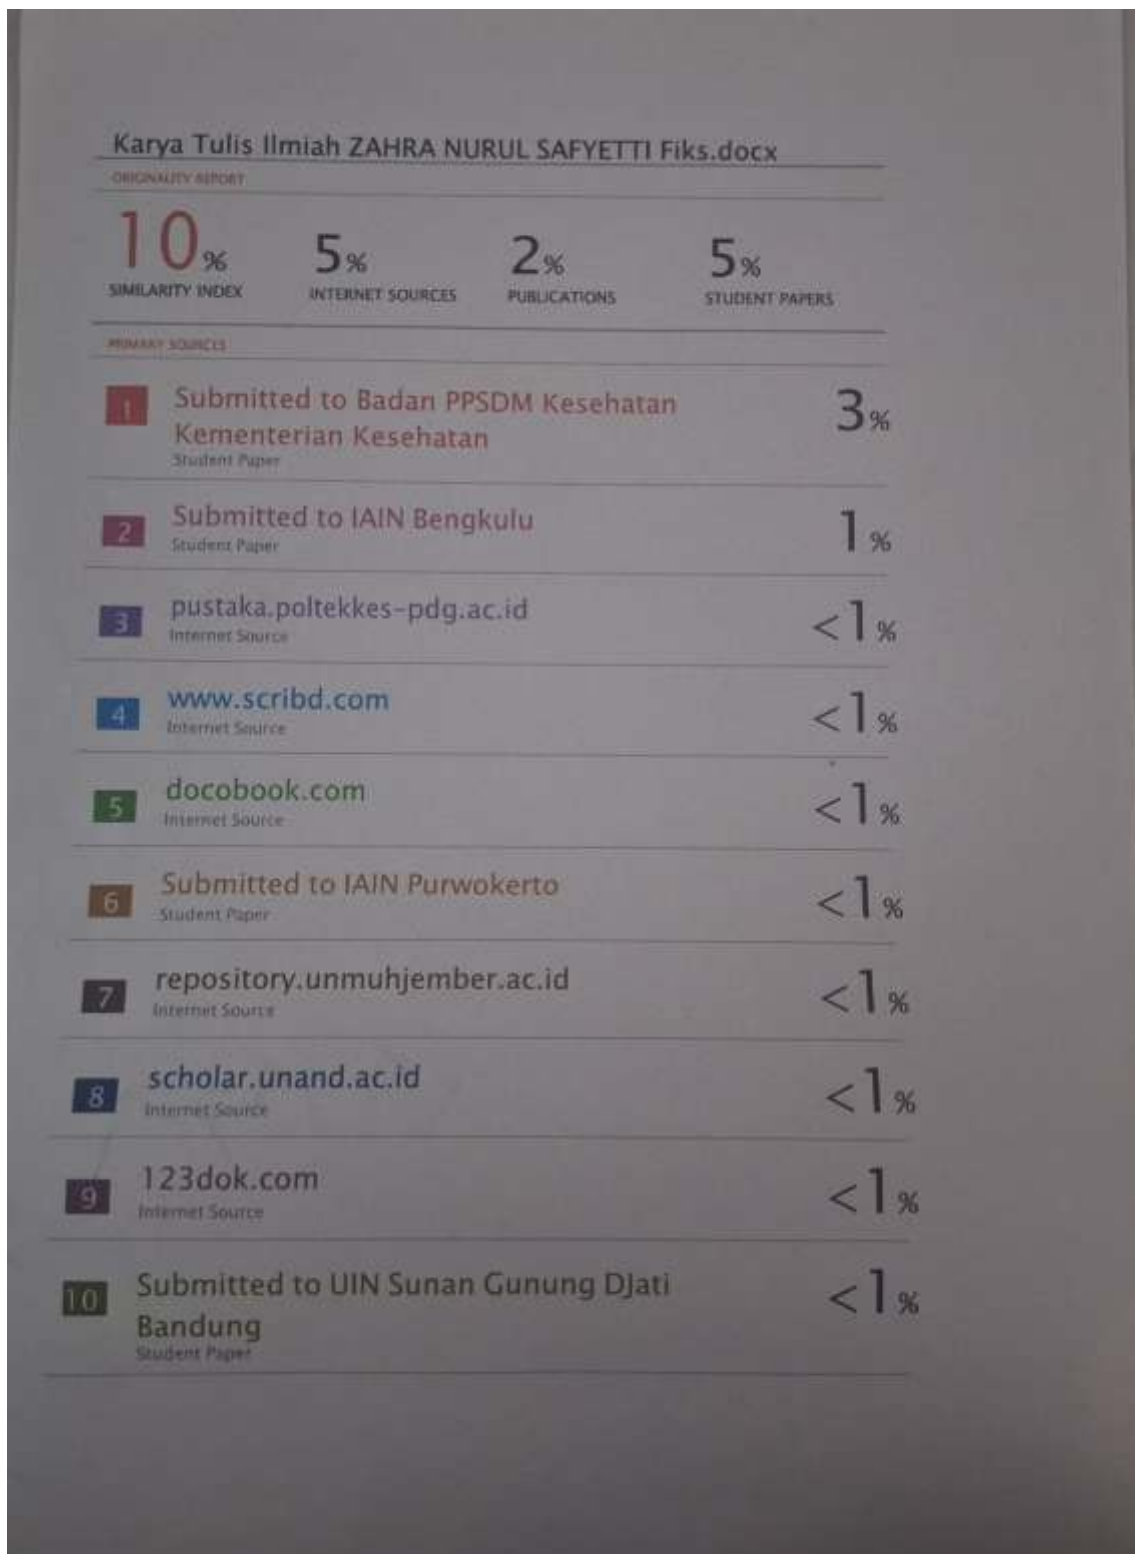 Karya Tulis Ilmiah ZAHRA NURUL SAFYETTI Fiks.docx
ORIGINALITY REPORT
10% 5% 2% 5%
SIMILARITY INDEX INTERNET SOURCES PUBLICATIONS STUDENT PAPERS
PRIMARY SOURCES
1 Submitted to Badan PPSDM Kesehatan 3%
Kementerian Kesehatan
Student Paper
2 Submitted to IAIN Bengkulu 1%
Student Paper
3 pustaka.poltekkes-pdg.ac.id <1%
Internet Source
4 www.scribd.com <1%
Internet Source
5 docobook.com <1%
Internet Source
6 Submitted to IAIN Purwokerto <1%
Student Paper
7 repository.unmuhjember.ac.id <1%
Internet Source
8 scholar.unand.ac.id <1%
Internet Source
9 123dok.com <1%
Internet Source
10 Submitted to UIN Sunan Gunung DJati <1%
Bandung
Student Paper